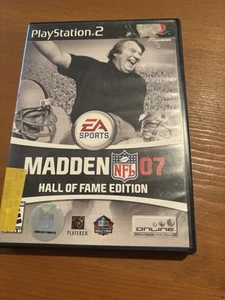 PlayStation 2
EA
SPORTS
MADDEN NFL 07
HALL OF FAME EDITION
ONLINE